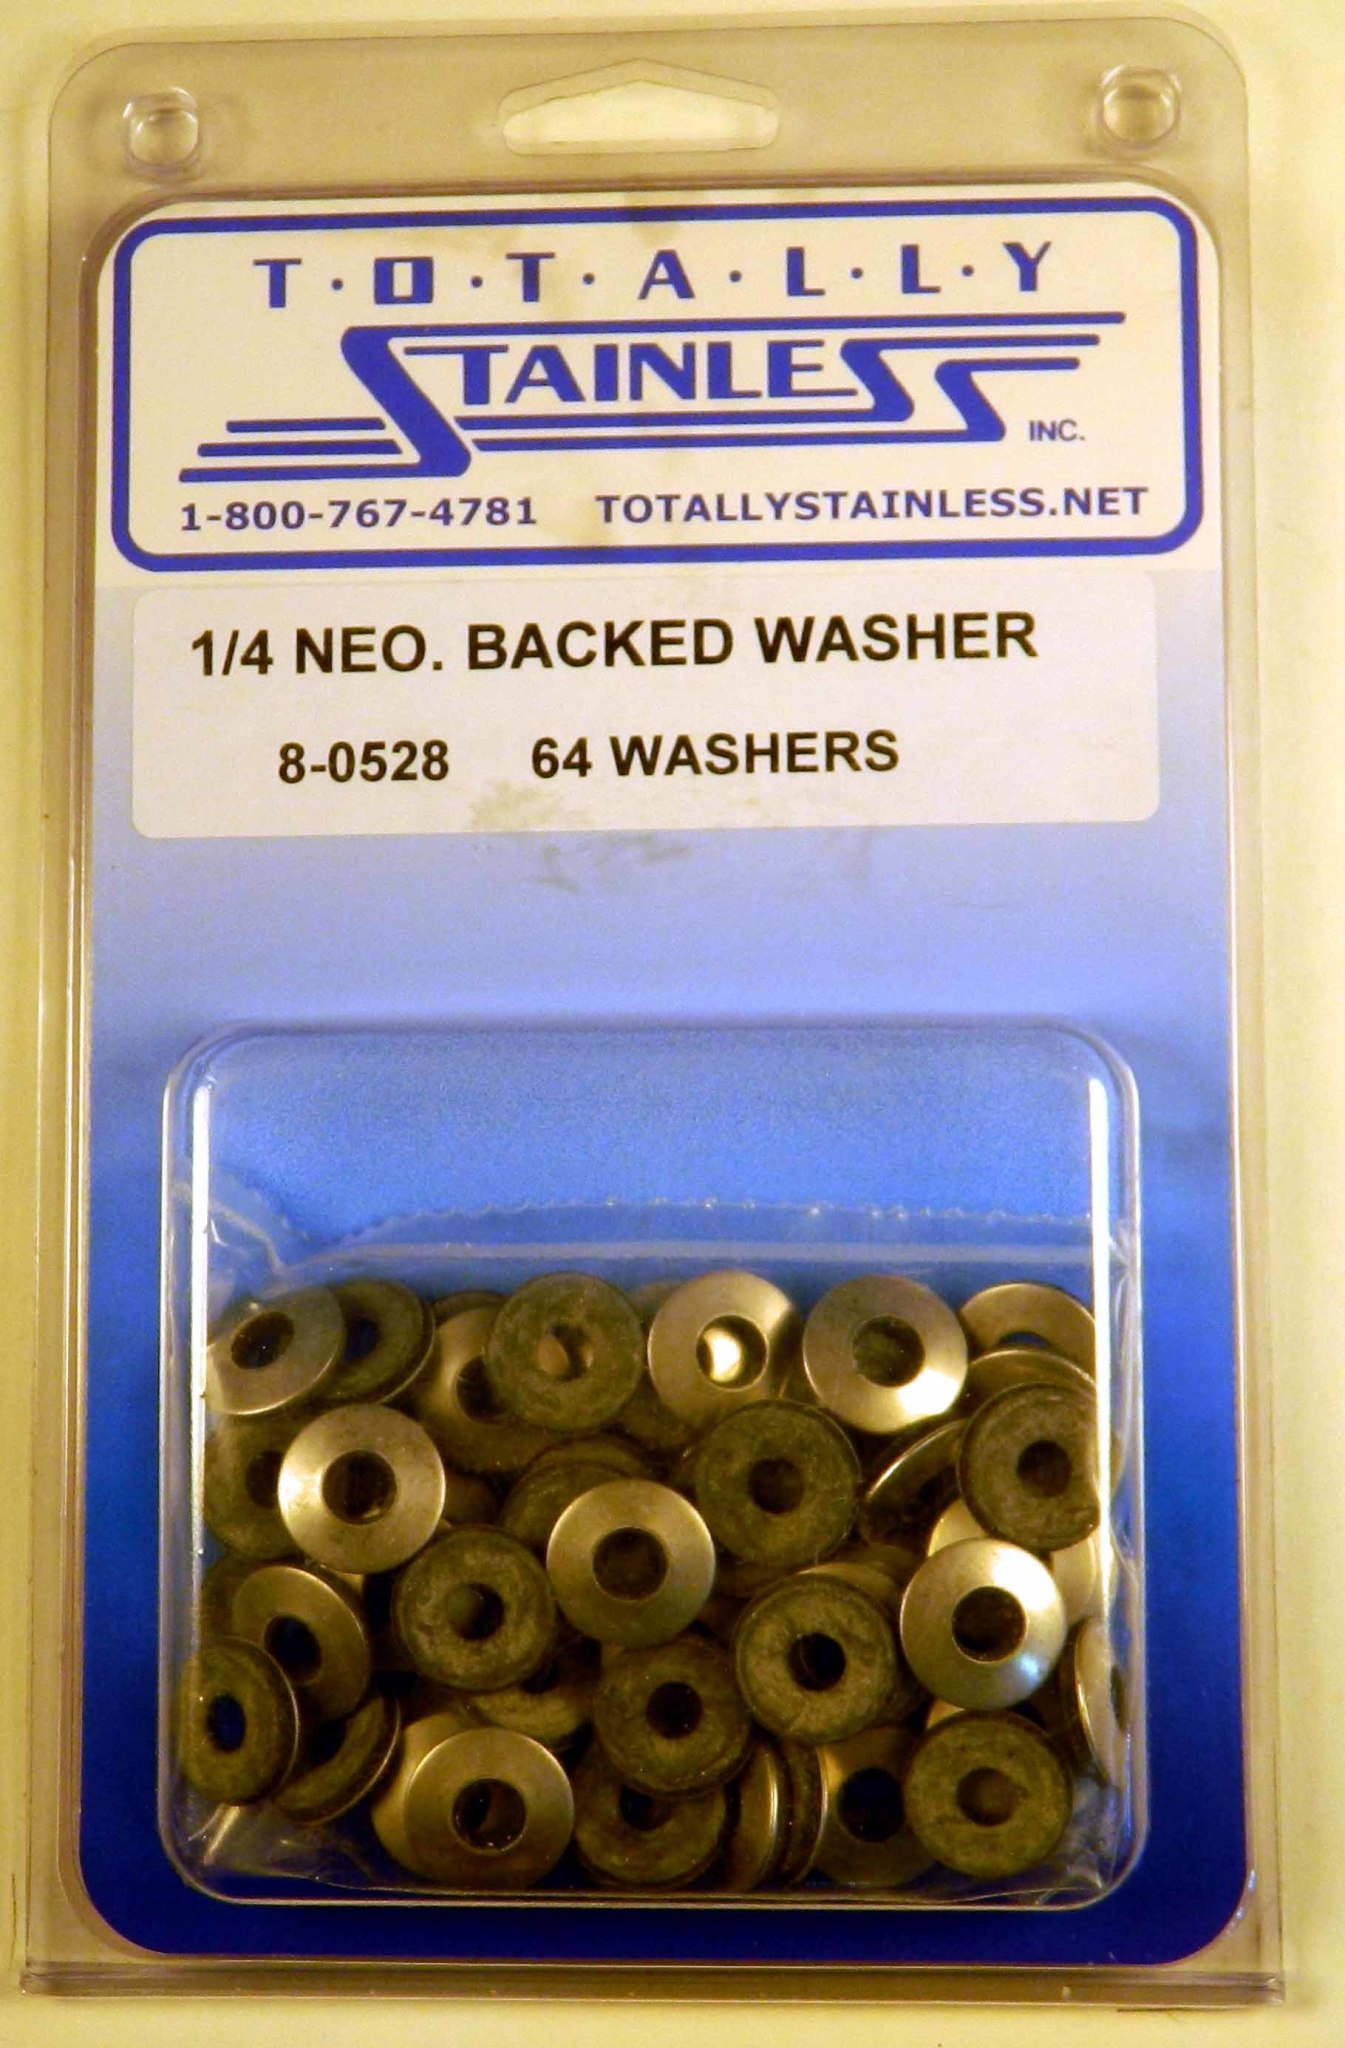 T·O·T·A·L·L·Y
STAINLESS INC.
1-800-767-4781 TOTALLYSTAINLESS.NET
1/4 NEO. BACKED WASHER
8-0528 64 WASHERS